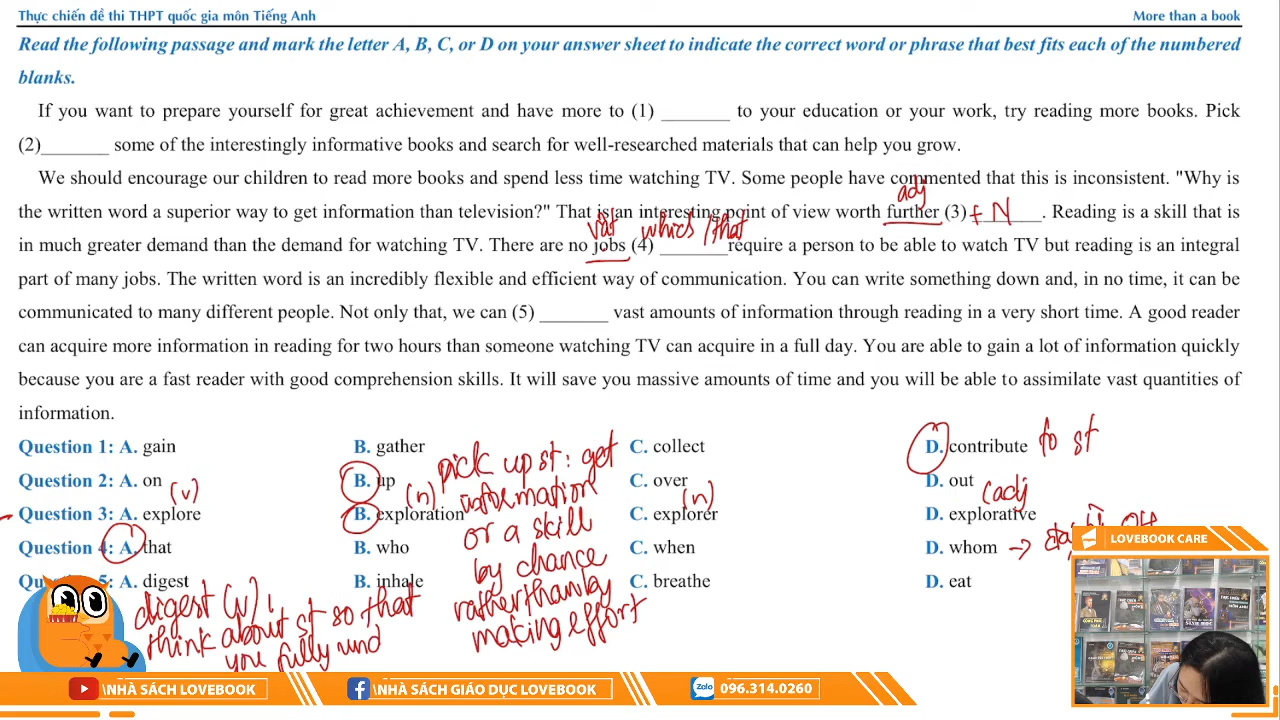 Thực chiến đề thi THPT quốc gia môn Tiếng Anh
More than a book
Read the following passage and mark the letter A, B, C, or D on your answer sheet to indicate the correct word or phrase that best fits each of the numbered
blanks.
If you want to prepare yourself for great achievement and have more to (1) ________ to your education or your work, try reading more books. Pick
(2)________ some of the interestingly informative books and search for well-researched materials that can help you grow.
We should encourage our children to read more books and spend less time watching TV. Some people have commented that this is inconsistent. "Why is
adj
the written word a superior way to get information than television?" That is an interesting point of view worth further (3) ________. Reading is a skill that is
+ N
vật which/that
in much greater demand than the demand for watching TV. There are no jobs (4) ________require a person to be able to watch TV but reading is an integral
part of many jobs. The written word is an incredibly flexible and efficient way of communication. You can write something down and, in no time, it can be
communicated to many different people. Not only that, we can (5) ________ vast amounts of information through reading in a very short time. A good reader
can acquire more information in reading for two hours than someone watching TV can acquire in a full day. You are able to gain a lot of information quickly
because you are a fast reader with good comprehension skills. It will save you massive amounts of time and you will be able to assimilate vast quantities of
information.
Question 1: A. gain B. gather C. collect D. contribute to st
Question 2: A. on B. up C. over D. out
(v) (n) (n) (adj
Question 3: A. explore B. exploration C. explorer D. explorative
Question 4: A. that B. who C. when D. whom →
5: A. digest B. inhale C. breathe D. eat
pick up st: get
information
or a skill
by chance
rather than by
making effort
digest (v):
think about st so that
you fully und
LOVEBOOK CARE
NHÀ SÁCH LOVEBOOK
NHÀ SÁCH GIÁO DỤC LOVEBOOK
Zalo
096.314.0260